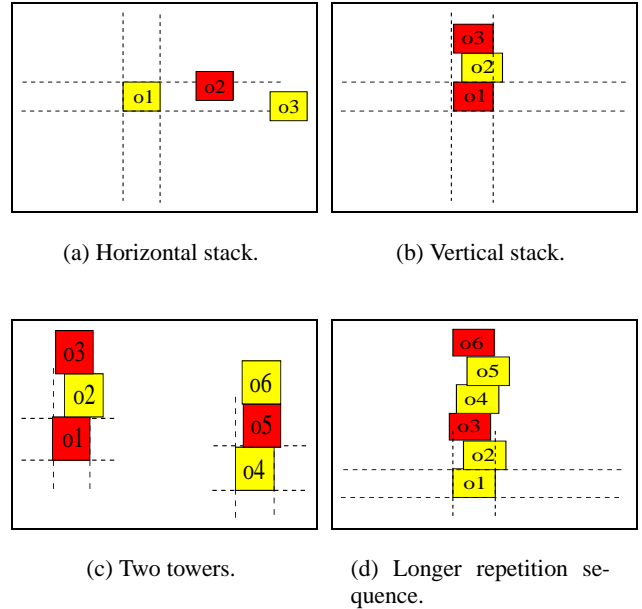 o1 o2 o3
o3
o2
o1
(a) Horizontal stack.
(b) Vertical stack.
o3
o2
o1
o6
o5
o4
o6
o5
o4
o3
o2
o1
(c) Two towers.
(d) Longer repetition se-
quence.